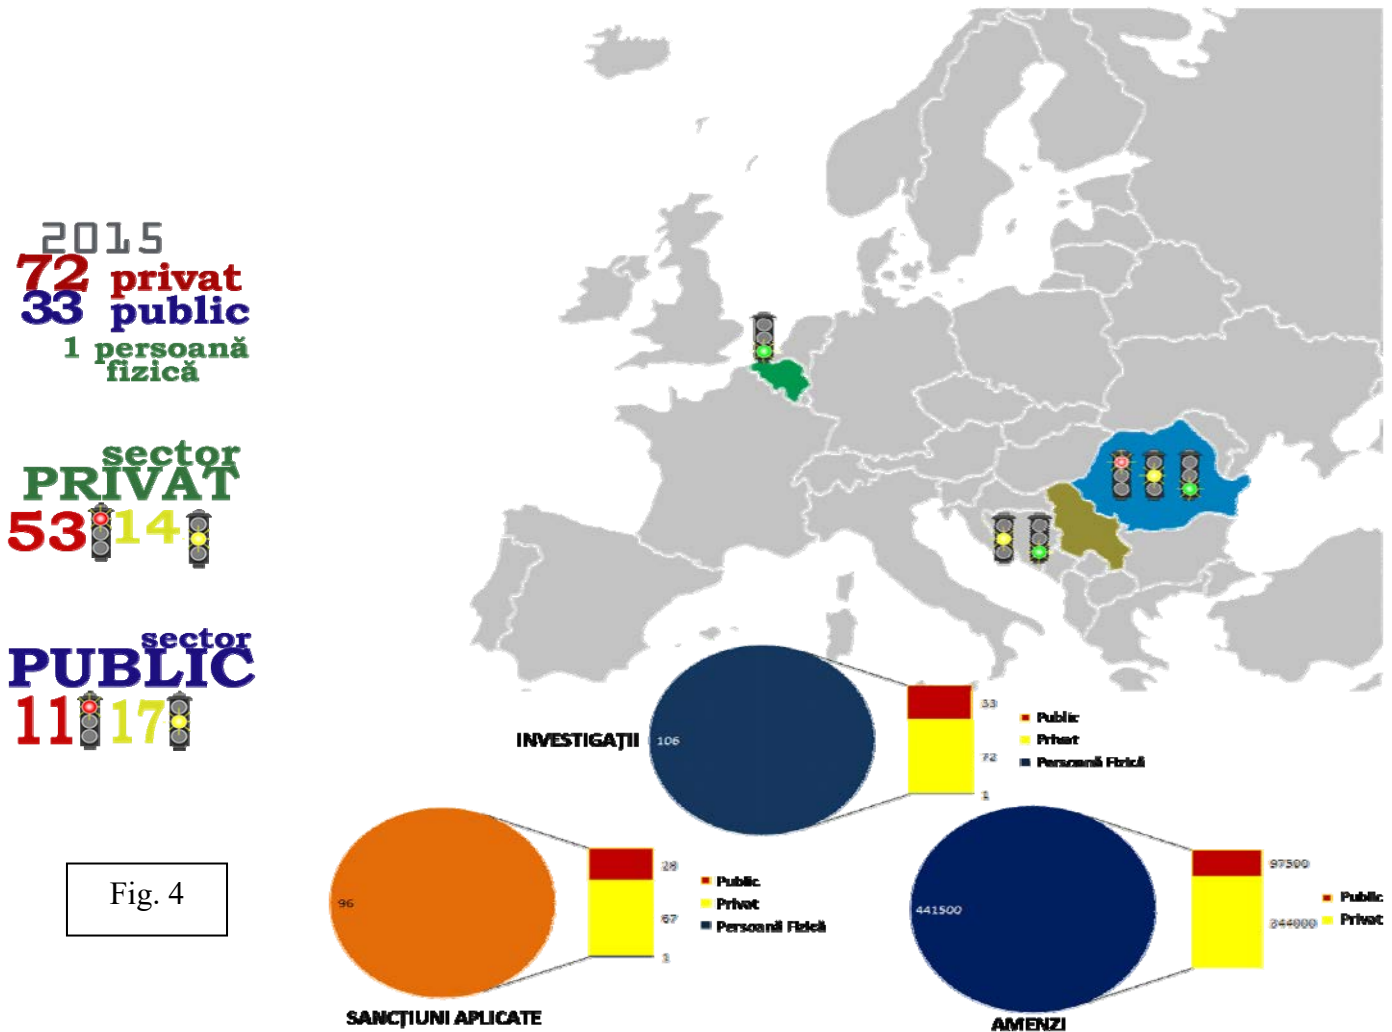 2015
72 privat
33 public
1 persoană
fizică
sector
PRIVAT
53 14
sector
PUBLIC
11 17
Fig. 4
INVESTIGAȚII
106
33
72
1
Public
Privat
Persoană Fizică
96
28
67
1
Public
Privat
Persoană Fizică
SANCȚIUNI APLICATE
441500
97500
344000
Public
Privat
AMENZI